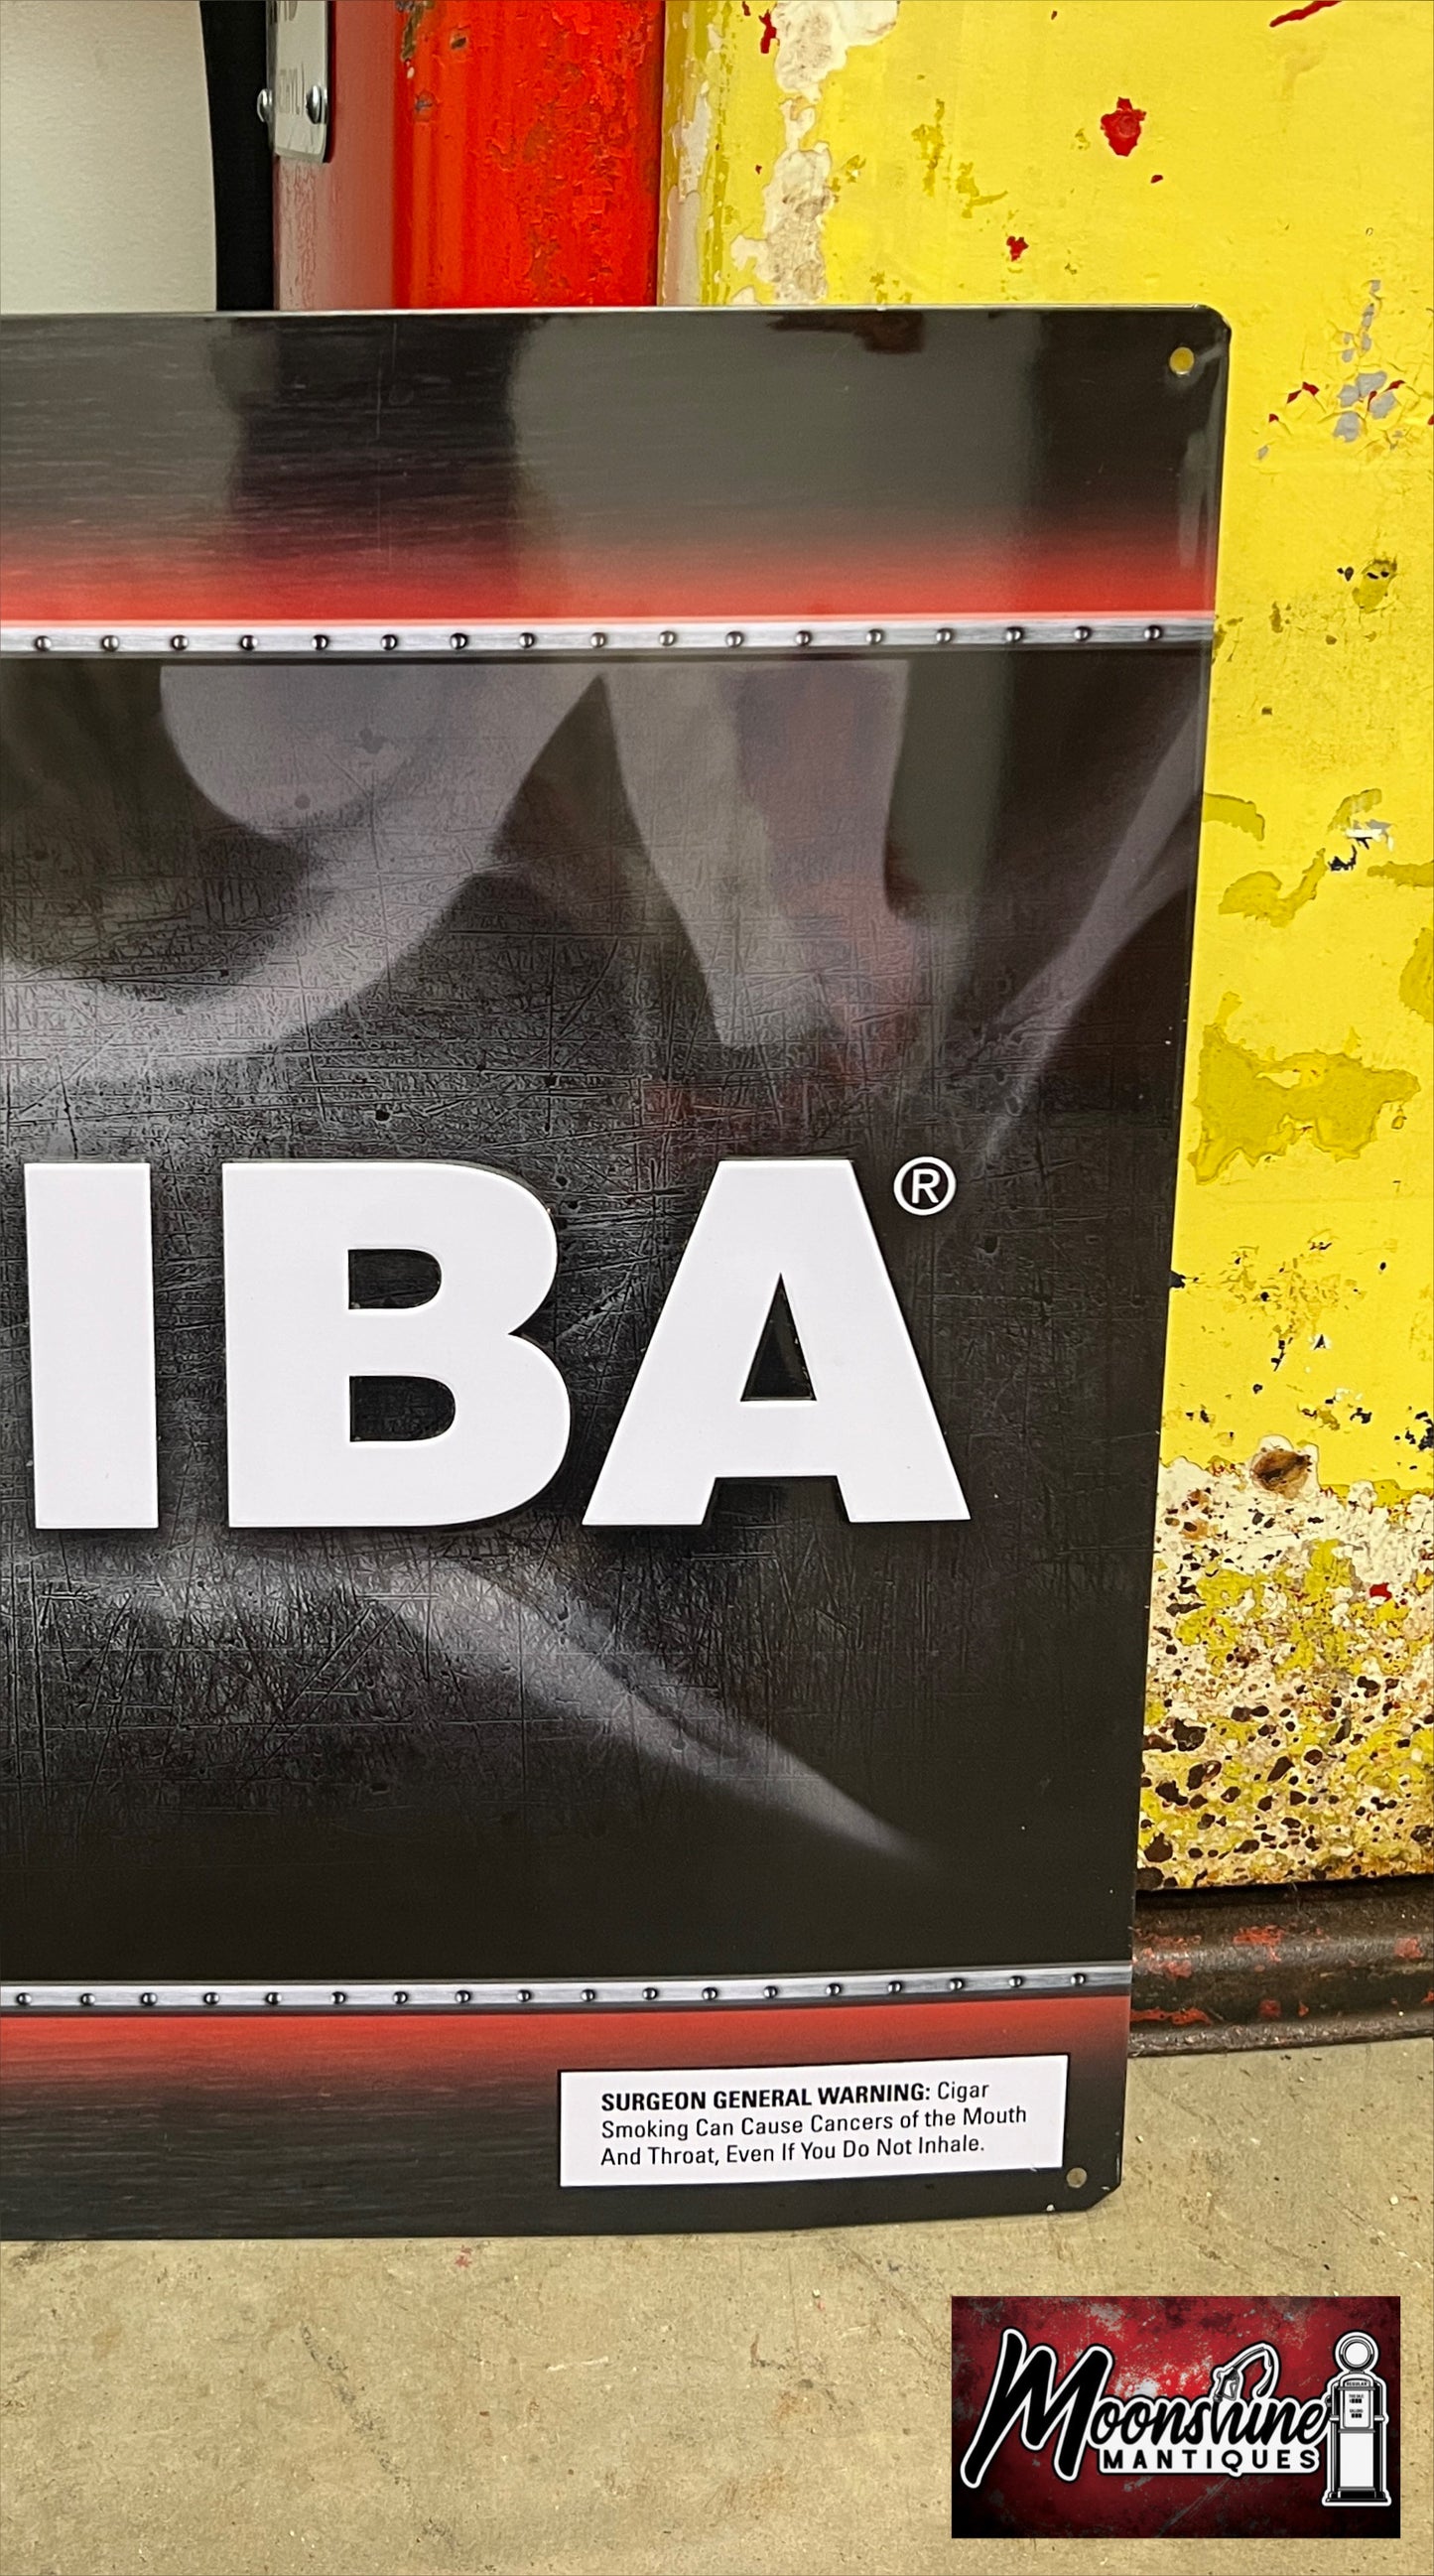 IBA®
SURGEON GENERAL WARNING: Cigar
Smoking Can Cause Cancers of the Mouth
And Throat, Even If You Do Not Inhale.
Moonshine
MANTIQUES